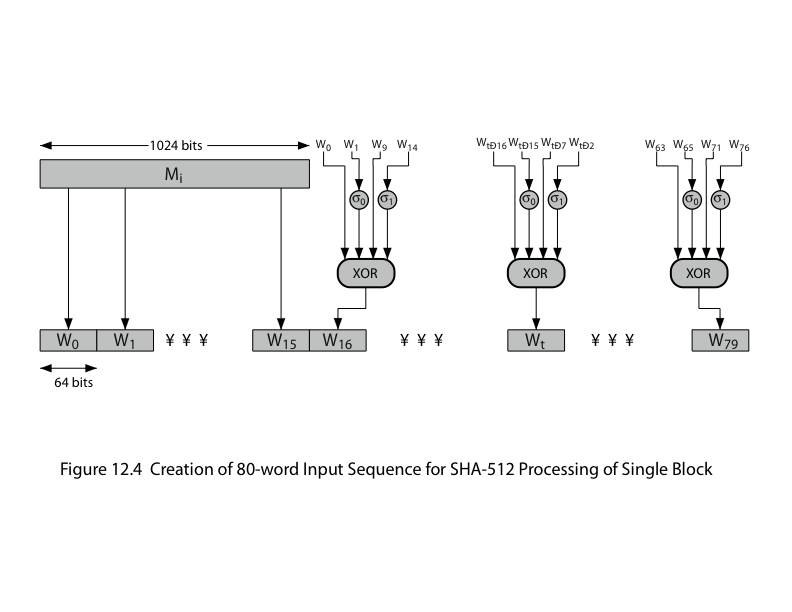 1024 bits W0 W1 W9 W14 WtÐ16 WtÐ15 WtÐ7 WtÐ2 W63 W65 W71 W76
Mi
σ0 σ1 σ0 σ1 σ0 σ1
XOR XOR XOR
W0 W1 ¥ ¥ ¥ W15 W16 ¥ ¥ ¥ Wt ¥ ¥ ¥ W79
64 bits
Figure 12.4 Creation of 80-word Input Sequence for SHA-512 Processing of Single Block